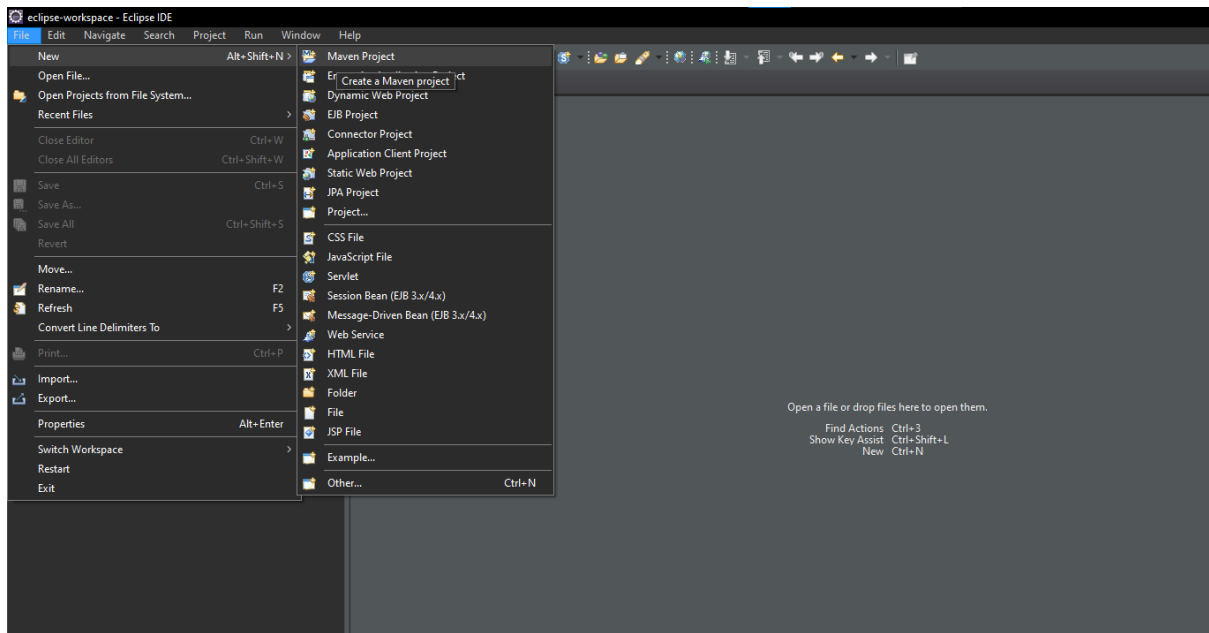 eclipse-workspace - Eclipse IDE
File Edit Navigate Search Project Run Window Help
New Alt+Shift+N >
Open File...
Open Projects from File System...
Recent Files >
Close Editor Ctrl+W
Close All Editors Ctrl+Shift+W
Save Ctrl+S
Save As...
Save All Ctrl+Shift+S
Revert
Move...
Rename... F2
Refresh F5
Convert Line Delimiters To >
Print... Ctrl+P
Import...
Export...
Properties Alt+Enter
Switch Workspace >
Restart
Exit
Maven Project
Create a Maven project
Dynamic Web Project
EJB Project
Connector Project
Application Client Project
Static Web Project
JPA Project
Project...
CSS File
JavaScript File
Servlet
Session Bean (EJB 3.x/4.x)
Message-Driven Bean (EJB 3.x/4.x)
Web Service
HTML File
XML File
Folder
File
JSP File
Example...
Other... Ctrl+N
Open a file or drop files here to open them.
Find Actions Ctrl+3
Show Key Assist Ctrl+Shift+L
New Ctrl+N